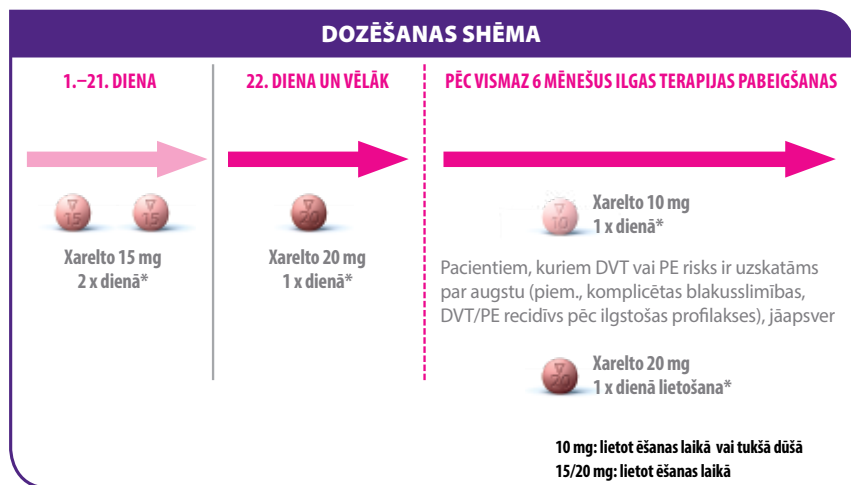 DOZĒŠANAS SHĒMA
1.–21. DIENA
15
15
Xarelto 15 mg
2 x dienā*
22. DIENA UN VĒLĀK
20
Xarelto 20 mg
1 x dienā*
PĒC VISMAZ 6 MĒNEŠUS ILGAS TERAPIJAS PABEIGŠANAS
10
Xarelto 10 mg
1 x dienā*
Pacientiem, kuriem DVT vai PE risks ir uzskatāms
par augstu (piem., komplicētas blakusslimības,
DVT/PE recidīvs pēc ilgstošas profilakses), jāapsver
20
Xarelto 20 mg
1 x dienā lietošana*
10 mg: lietot ēšanas laikā vai tukšā dūšā
15/20 mg: lietot ēšanas laikā